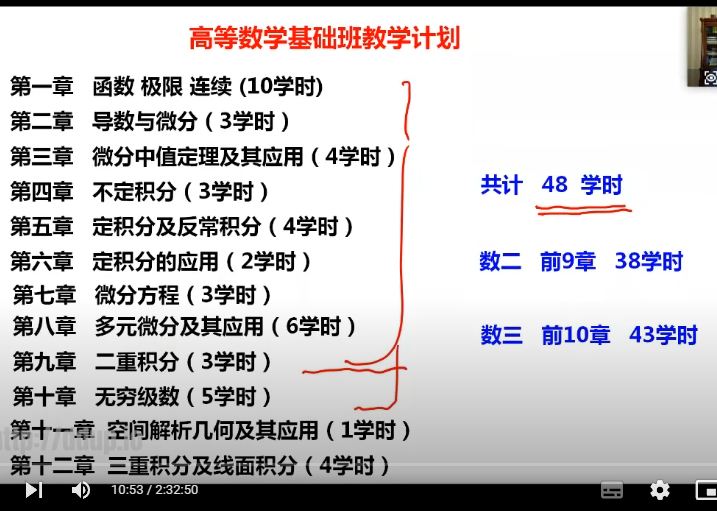 高等数学基础班教学计划
第一章 函数 极限 连续 (10学时)
第二章 导数与微分（3学时）
第三章 微分中值定理及其应用（4学时）
第四章 不定积分（3学时）
第五章 定积分及反常积分（4学时）
第六章 定积分的应用（2学时）
第七章 微分方程（3学时）
第八章 多元微分及其应用（6学时）
第九章 二重积分（3学时）
第十章 无穷级数（5学时）
第十一章 空间解析几何及其应用（1学时）
第十二章 三重积分及线面积分（4学时）
共计 48 学时
数二 前9章 38学时
数三 前10章 43学时
10:53 / 2:32:50